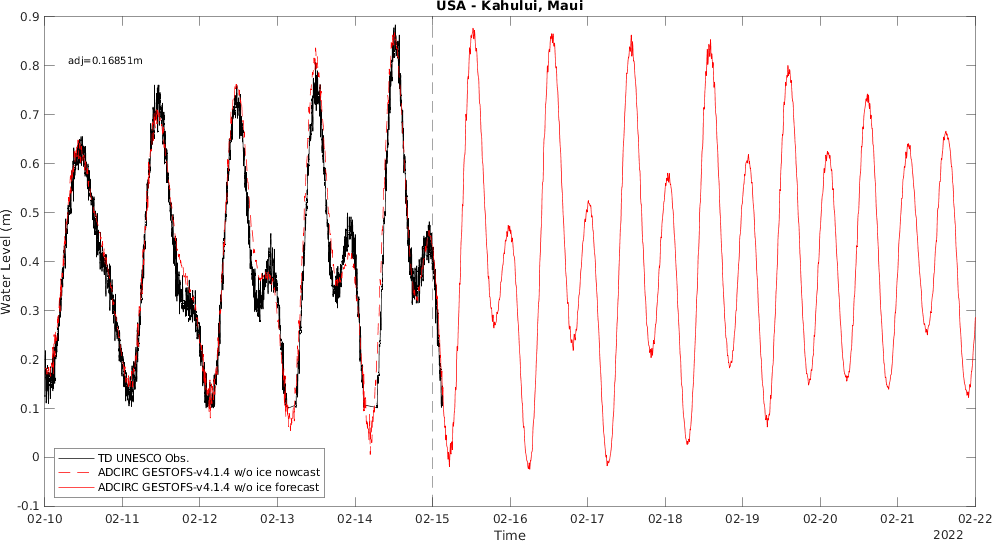 USA - Kahului, Maui
0.9
0.8
0.7
0.6
0.5
0.4
0.3
0.2
0.1
0
-0.1
Water Level (m)
adj=0.16851m
TD UNESCO Obs.
ADCIRC GESTOFS-v4.1.4 w/o ice nowcast
ADCIRC GESTOFS-v4.1.4 w/o ice forecast
02-10 02-11 02-12 02-13 02-14 02-15 02-16 02-17 02-18 02-19 02-20 02-21 02-22
Time
2022